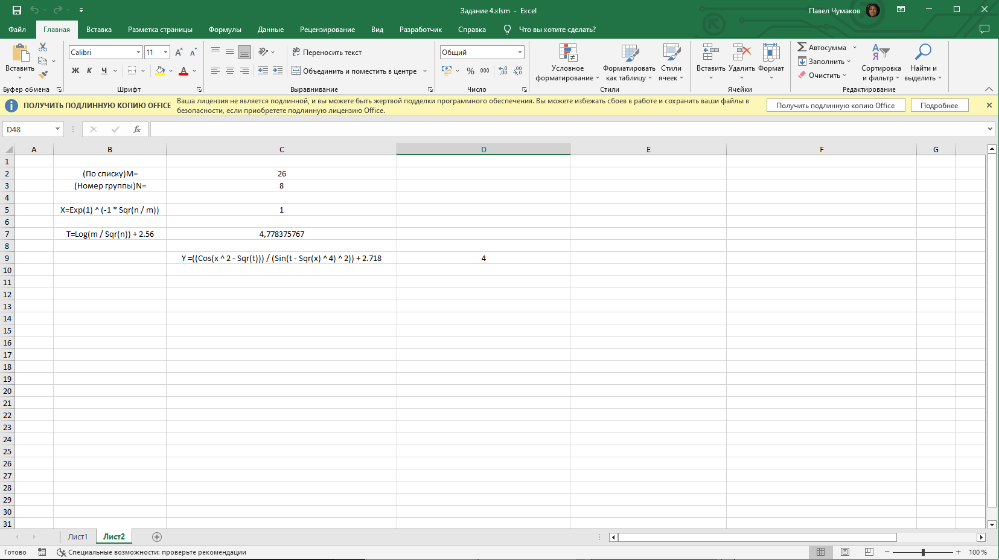 Задание 4.xlsm - Excel
Павел Чумаков
Файл Главная Вставка Разметка страницы Формулы Данные Рецензирование Вид Разработчик Справка Что вы хотите сделать?
Вставить
Буфер обмена
Calibri 11
Ж К Ч
Шрифт
Переносить текст
Объединить и поместить в центре
Выравнивание
Общий
% 000
Число
Условное форматирование
Форматировать как таблицу
Стили ячеек
Стили
Вставить Удалить Формат
Ячейки
Автосумма
Заполнить
Очистить
Сортировка и фильтр
Найти и выделить
Редактирование
ПОЛУЧИТЬ ПОДЛИННУЮ КОПИЮ OFFICE
Ваша лицензия не является подлинной, и вы можете быть жертвой подделки программного обеспечения. Вы можете избежать сбоев в работе и сохранить ваши файлы в
безопасности, если приобретете подлинную лицензию Office.
Получить подлинную копию Office
Подробнее
D48
fx
A B C D E F G
1
2 (По списку)M= 26
3 (Номер группы)N= 8
4
5 X=Exp(1) ^ (-1 * Sqr(n / m)) 1
6
7 T=Log(m / Sqr(n)) + 2.56 4,778375767
8
9 Y =((Cos(x ^ 2 - Sqr(t))) / (Sin(t - Sqr(x) ^ 4) ^ 2)) + 2.718 4
10
11
12
13
14
15
16
17
18
19
20
21
22
23
24
25
26
27
28
29
30
31
Лист1 Лист2
Готово
Специальные возможности: проверьте рекомендации
100 %